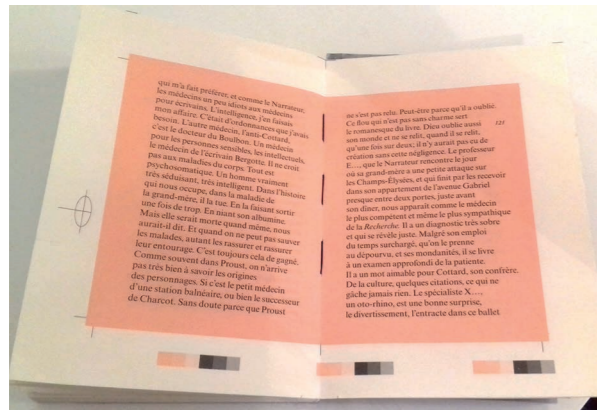 qui m'a fait préférer, et comme le Narrateur,
les médecins un peu idiots aux médecins
pour écrivains. L'intelligence, j'en faisais
mon affaire. C'était d'ordonnances que j'avais
besoin. L'autre médecin, l'anti-Cottard,
c'est le docteur du Boulbon. Un médecin
pour les personnes sensibles, les intellectuels,
le médecin de l'écrivain Bergotte. Il ne croit
pas aux maladies du corps. Tout est
psychosomatique. Un homme vraiment
très séduisant, très intelligent. Dans l'histoire
qui nous occupe, dans la maladie de
la grand-mère, il la tue. En la faisant sortir
une fois de trop. En niant son albumine.
Mais elle serait morte quand même, nous
aurait-il dit. Et quand on ne peut pas sauver
les malades, autant les rassurer et rassurer
leur entourage. C'est toujours cela de gagné.
Comme souvent dans Proust, on n'arrive
pas très bien à savoir les origines
des personnages. Si c'est le petit médecin
d'une station balnéaire, ou bien le successeur
de Charcot. Sans doute parce que Proust
ne s'est pas relu. Peut-être parce qu'il a oublié.
Ce flou qui n'est pas sans charme sert
le romanesque du livre. Dieu oublie aussi
121
son monde et ne se relit, quand il se relit,
qu'une fois sur deux; il n'y aurait pas eu de
création sans cette négligence. Le professeur
E…, que le Narrateur rencontre le jour
où sa grand-mère a une petite attaque sur
les Champs-Élysées, et qui finit par les recevoir
dans son appartement de l'avenue Gabriel
presque entre deux portes, juste avant
son dîner, nous apparaît comme le médecin
le plus compétent et même le plus sympathique
de la Recherche. Il a un diagnostic très sobre
et qui se révèle juste. Malgré son emploi
du temps surchargé, qu'on le prenne
au dépourvu, et ses mondanités, il se livre
à un examen approfondi de la patiente.
Il a un mot aimable pour Cottard, son confrère.
De la culture, quelques citations, ce qui ne
gâche jamais rien. Le spécialiste X…,
un oto-rhino, est une bonne surprise,
le divertissement, l'entracte dans ce ballet